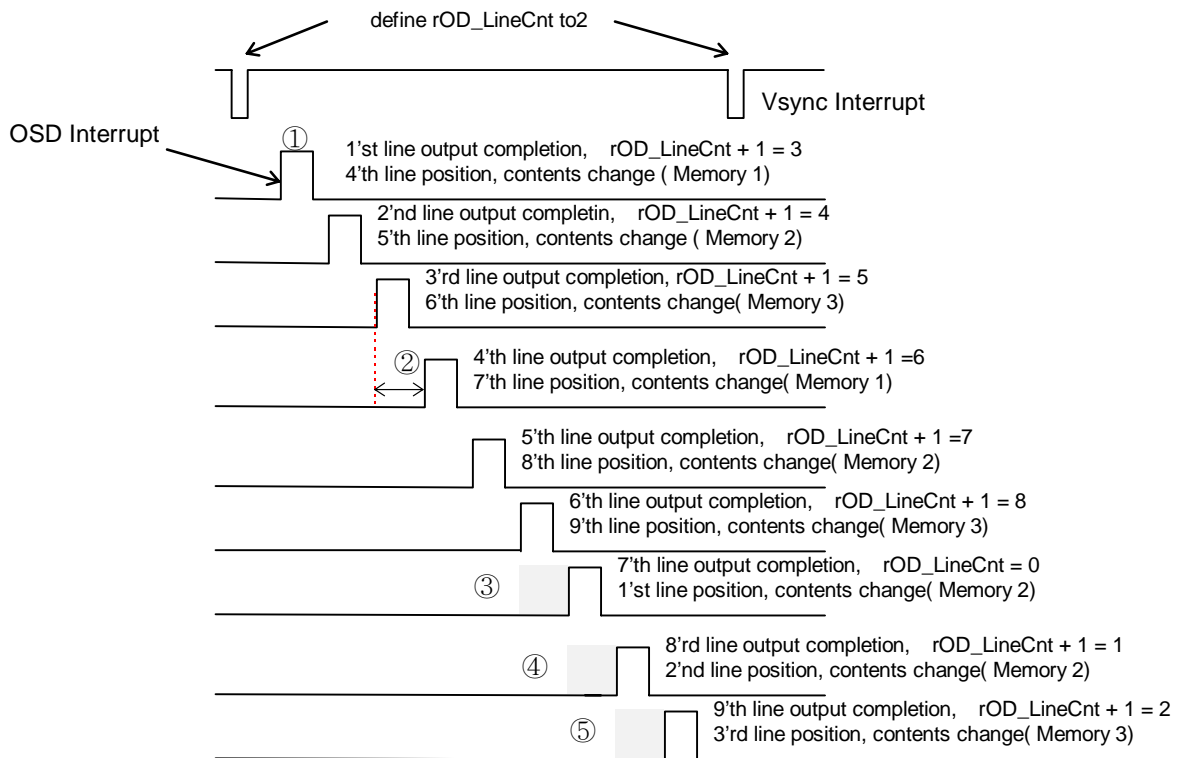 define rOD_LineCnt to2
Vsync Interrupt
OSD Interrupt
①
1'st line output completion, rOD_LineCnt + 1 = 3
4'th line position, contents change ( Memory 1)
2'nd line output completin, rOD_LineCnt + 1 = 4
5'th line position, contents change ( Memory 2)
3'rd line output completion, rOD_LineCnt + 1 = 5
6'th line position, contents change( Memory 3)
②
4'th line output completion, rOD_LineCnt + 1 =6
7'th line position, contents change( Memory 1)
5'th line output completion, rOD_LineCnt + 1 =7
8'th line position, contents change( Memory 2)
6'th line output completion, rOD_LineCnt + 1 = 8
9'th line position, contents change( Memory 3)
③
7'th line output completion, rOD_LineCnt = 0
1'st line position, contents change( Memory 2)
④
8'rd line output completion, rOD_LineCnt + 1 = 1
2'nd line position, contents change( Memory 2)
⑤
9'th line output completion, rOD_LineCnt + 1 = 2
3'rd line position, contents change( Memory 3)